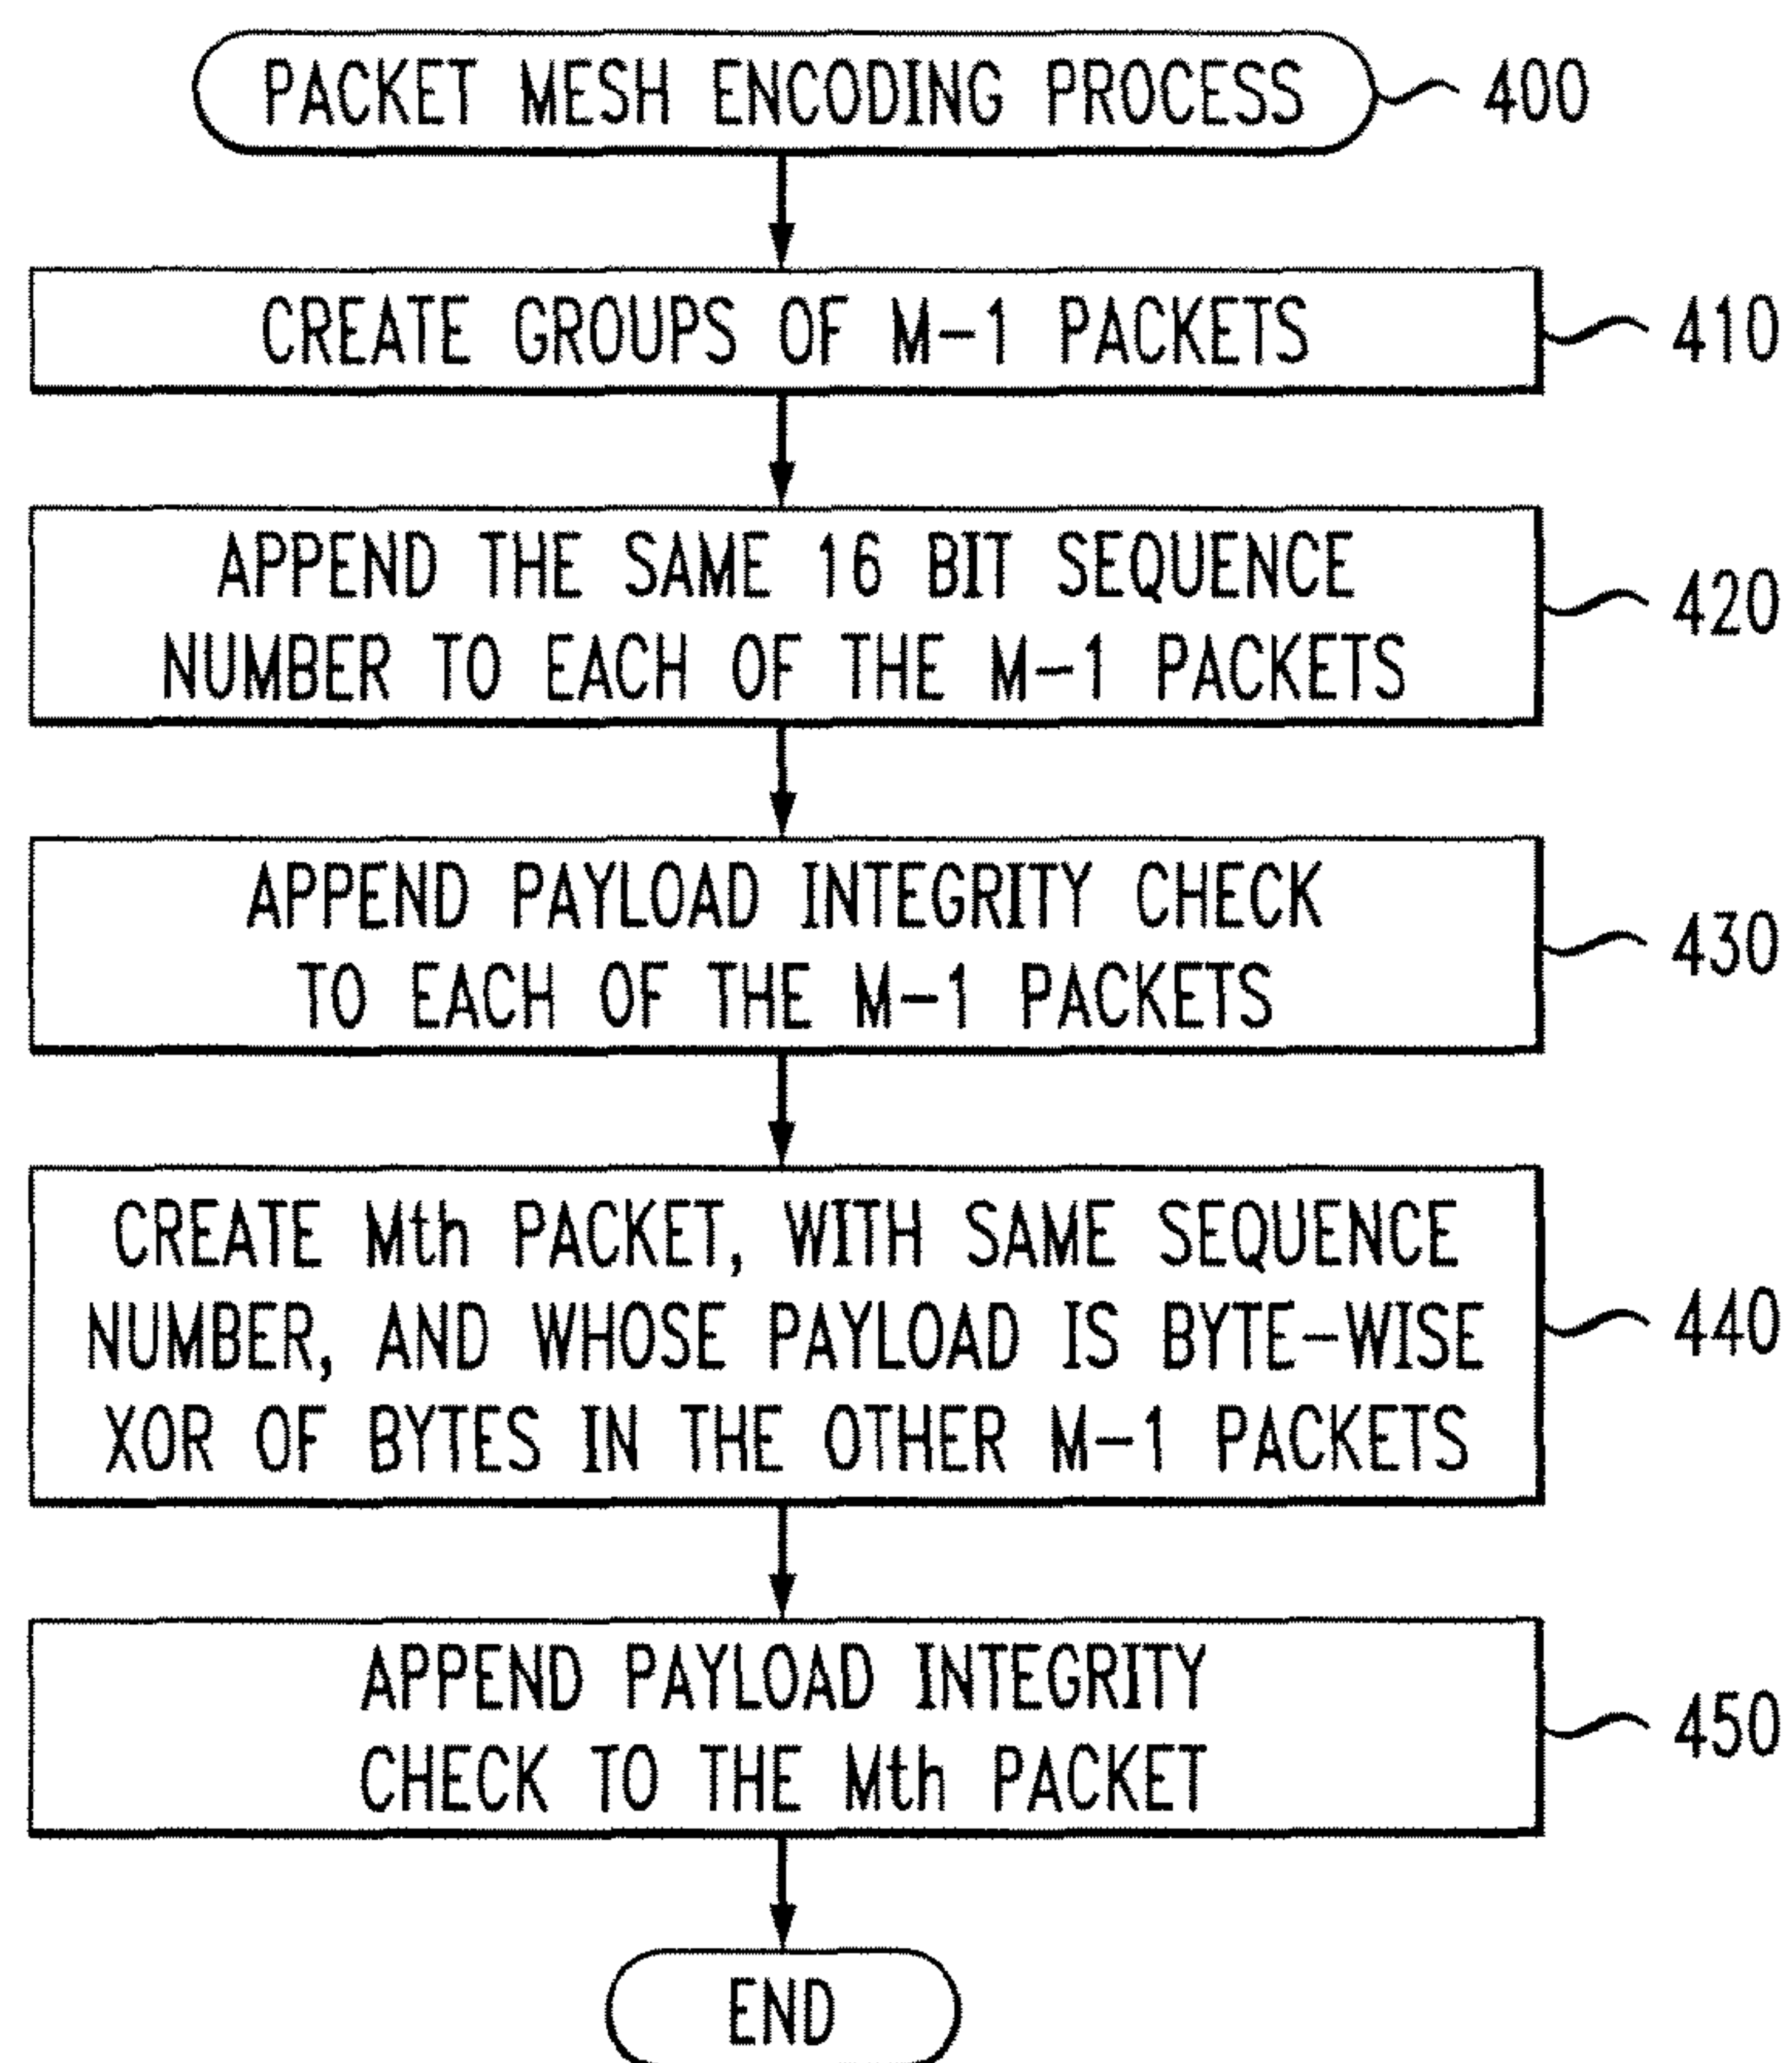 PACKET MESH ENCODING PROCESS
400
CREATE GROUPS OF M-1 PACKETS
410
APPEND THE SAME 16 BIT SEQUENCE
NUMBER TO EACH OF THE M-1 PACKETS
420
APPEND PAYLOAD INTEGRITY CHECK
TO EACH OF THE M-1 PACKETS
430
CREATE Mth PACKET, WITH SAME SEQUENCE
NUMBER, AND WHOSE PAYLOAD IS BYTE-WISE
XOR OF BYTES IN THE OTHER M-1 PACKETS
440
APPEND PAYLOAD INTEGRITY
CHECK TO THE Mth PACKET
450
END